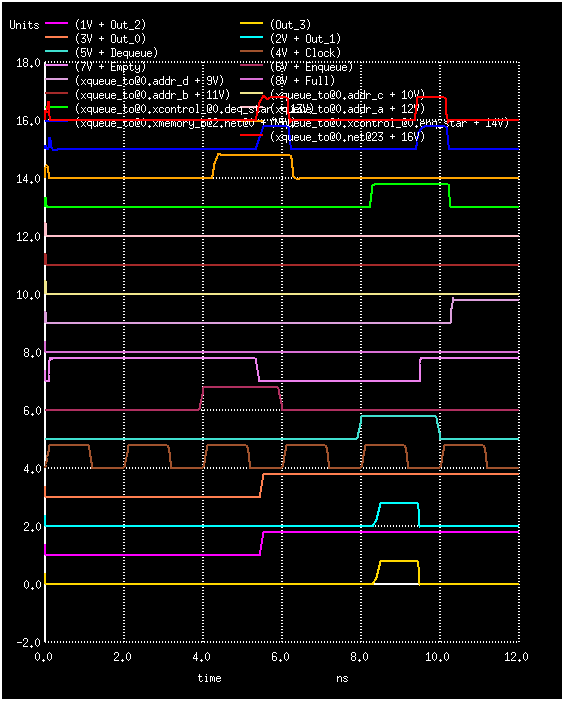 Units (1V + Out_2) (Out_3)
(3V + Out_0) (2V + Out_1)
(5V + Dequeue) (4V + Clock)
(7V + Empty) (6V + Enqueue)
(xqueue_to@0.addr_d + 9V) (8V + Full)
(xqueue_to@0.addr_b + 11V) (xqueue_to@0.addr_c + 10V)
(xqueue_to@0.xcontrol_@0.deq_star + 13V) (xqueue_to@0.addr_a + 12V)
(xqueue_to@0.xmemory_b@2.net@0 (xqueue_to@0.xcontrol_@0.enq_star + 14V)
(xqueue_to@0.net@23 + 16V)
18.0
16.0
14.0
12.0
10.0
8.0
6.0
4.0
2.0
0.0
-2.0
0.0 2.0 4.0 6.0 8.0 10.0 12.0
time ns